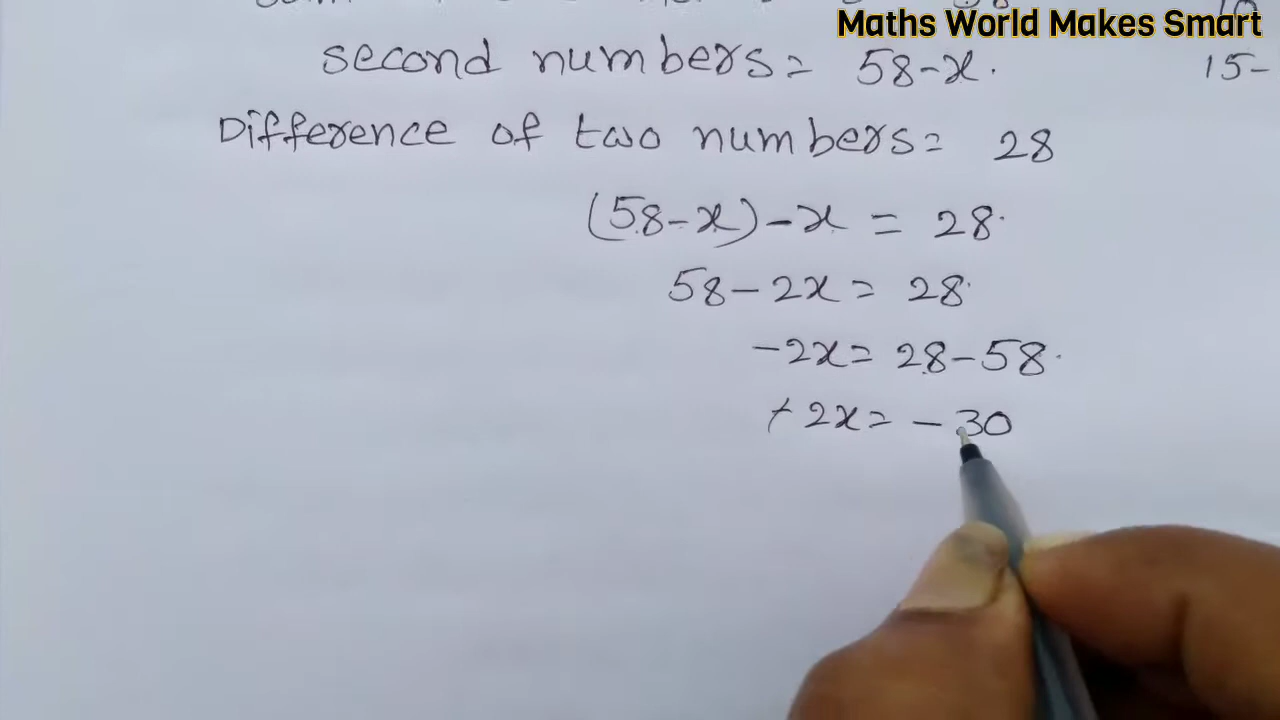 Maths World Makes Smart
second numbers = 58-x.
15-
Difference of two numbers = 28
(58-x)-x = 28.
58-2x = 28.
-2x = 28-58.
+2x = -30